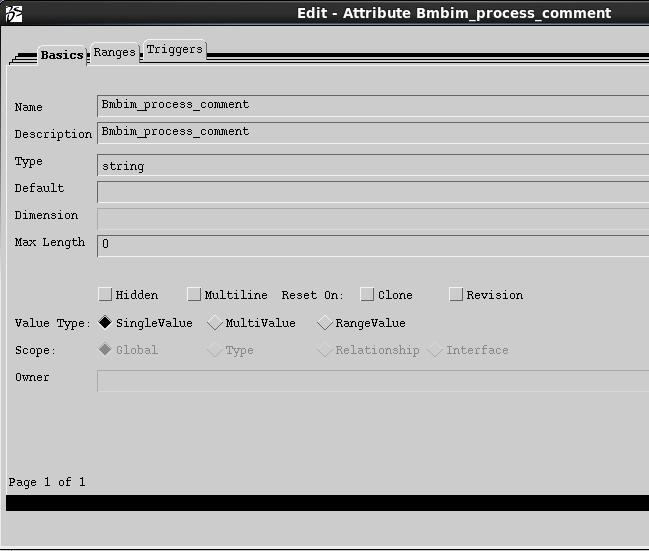 Edit - Attribute Bmbim_process_comment
Basics Ranges Triggers
Name Bmbim_process_comment
Description Bmbim_process_comment
Type string
Default
Dimension
Max Length 0
Hidden Multiline Reset On: Clone Revision
Value Type: SingleValue MultiValue RangeValue
Scope: Global Type Relationship Interface
Owner
Page 1 of 1